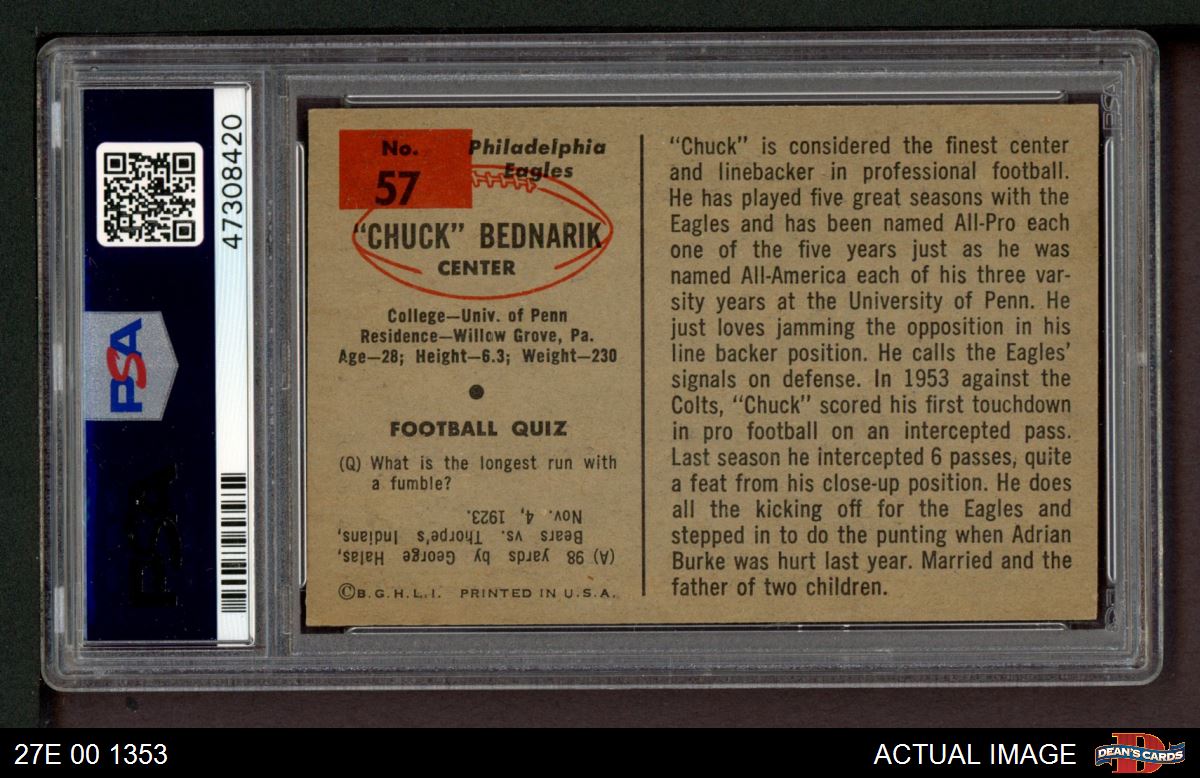 47308420
PSA
PSA
No.
57
Philadelphia
Eagles
"CHUCK" BEDNARIK
CENTER
College—Univ. of Penn
Residence—Willow Grove, Pa.
Age—28; Height—6.3; Weight—230
FOOTBALL QUIZ
(Q) What is the longest run with
a fumble?
(A) 98 yards by George Halas,
Bears vs. Thorpe's Indians,
Nov. 4, 1923.
©B.G.H.L.I. PRINTED IN U.S.A.
"Chuck" is considered the finest center
and linebacker in professional football.
He has played five great seasons with the
Eagles and has been named All-Pro each
one of the five years just as he was
named All-America each of his three var-
sity years at the University of Penn. He
just loves jamming the opposition in his
line backer position. He calls the Eagles'
signals on defense. In 1953 against the
Colts, "Chuck" scored his first touchdown
in pro football on an intercepted pass.
Last season he intercepted 6 passes, quite
a feat from his close-up position. He does
all the kicking off for the Eagles and
stepped in to do the punting when Adrian
Burke was hurt last year. Married and the
father of two children.
27E 00 1353
ACTUAL IMAGE
DEAN'S CARDS